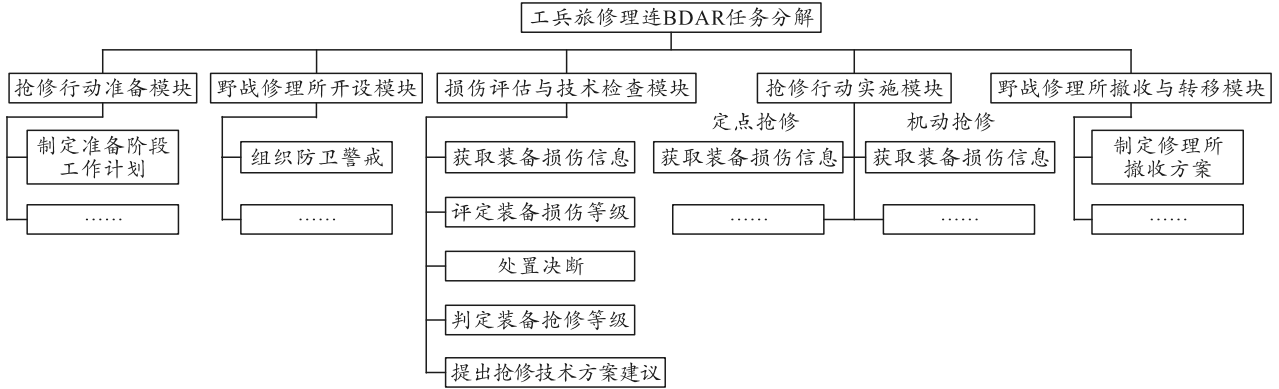 工兵旅修理连BDAR任务分解
抢修行动准备模块
野战修理所开设模块
损伤评估与技术检查模块
抢修行动实施模块
野战修理所撤收与转移模块
制定准备阶段
工作计划
……
组织防卫警戒
……
获取装备损伤信息
评定装备损伤等级
处置决断
判定装备抢修等级
提出抢修技术方案建议
定点抢修
机动抢修
获取装备损伤信息
获取装备损伤信息
……
……
制定修理所
撤收方案
……